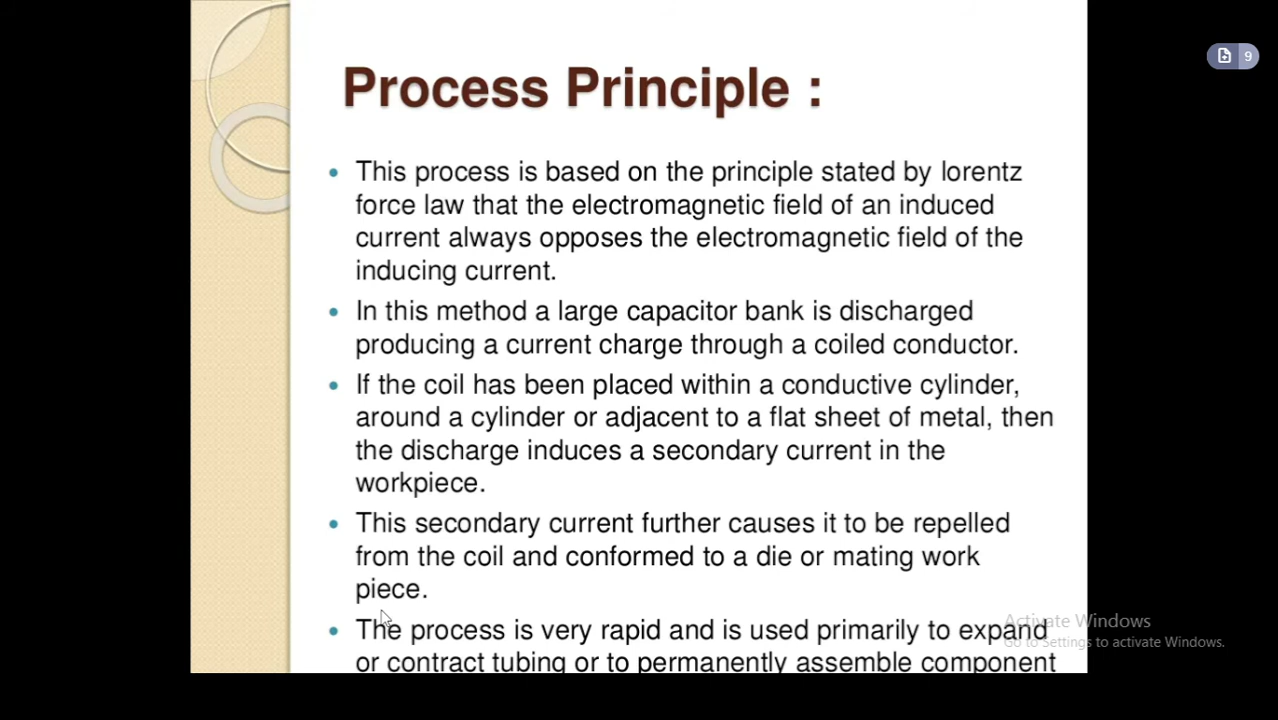 9
Process Principle :
• This process is based on the principle stated by lorentz
force law that the electromagnetic field of an induced
current always opposes the electromagnetic field of the
inducing current.
• In this method a large capacitor bank is discharged
producing a current charge through a coiled conductor.
• If the coil has been placed within a conductive cylinder,
around a cylinder or adjacent to a flat sheet of metal, then
the discharge induces a secondary current in the
workpiece.
• This secondary current further causes it to be repelled
from the coil and conformed to a die or mating work
piece.
• The process is very rapid and is used primarily to expand
or contract tubing or to permanently assemble component
Activate Windows
Go to Settings to activate Windows.